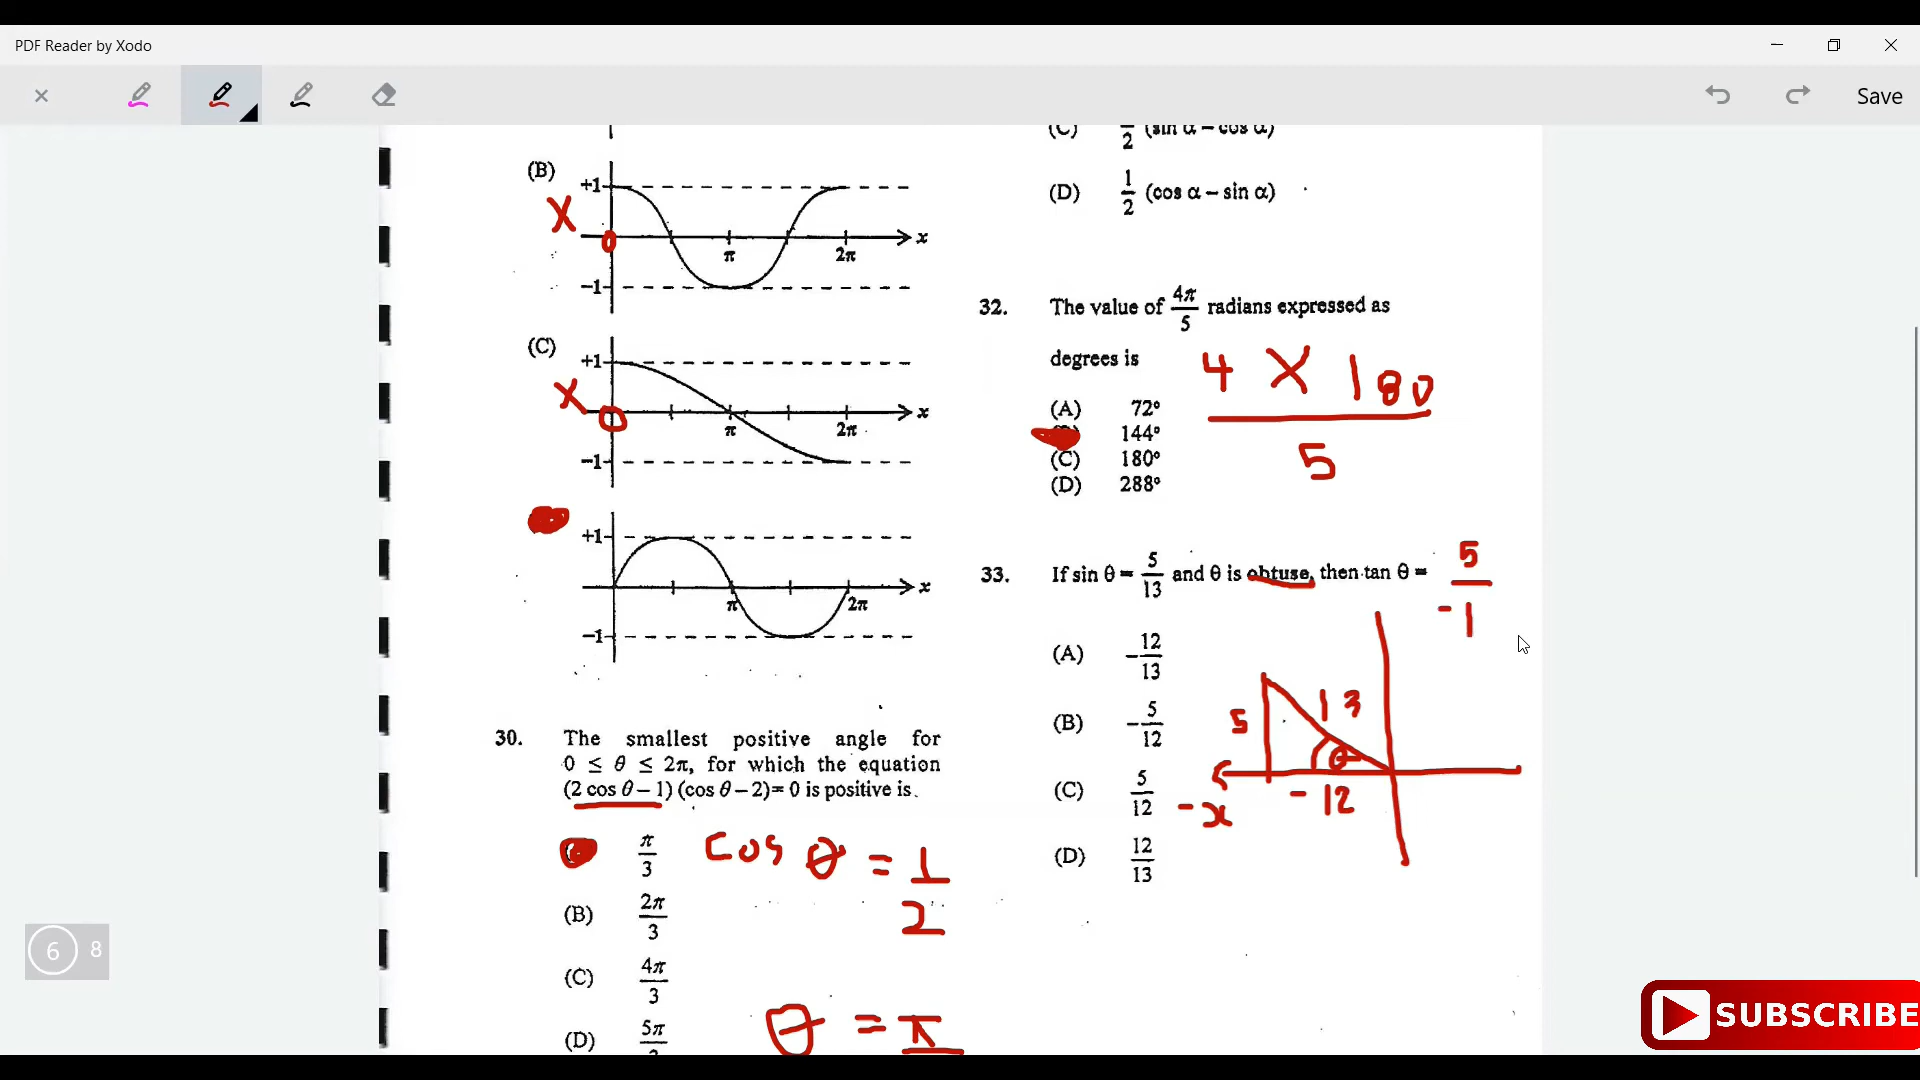 PDF Reader by Xodo
Save
(B)
+1
X
0
x
π
2π
−1
(C)
+1
X
0
x
π
2π
−1
+1
x
π
2π
−1
30. The smallest positive angle for
0 ≤ θ ≤ 2π, for which the equation
(2 cos θ – 1) (cos θ – 2)= 0 is positive is
π/3
(B) 2π/3
(C) 4π/3
(D) 5π
cos θ = 1/2
θ = π
(C) 1/2 (sin α – cos α)
(D) 1/2 (cos α – sin α)
32. The value of 4π/5 radians expressed as
degrees is
(A) 72°
144°
(C) 180°
(D) 288°
4 X 180
5
33. If sin θ = 5/13 and θ is obtuse, then tan θ =
5
-1
(A) −12/13
(B) −5/12
(C) 5/12
(D) 12/13
5
13
θ
-12
-x
6 8
SUBSCRIBE